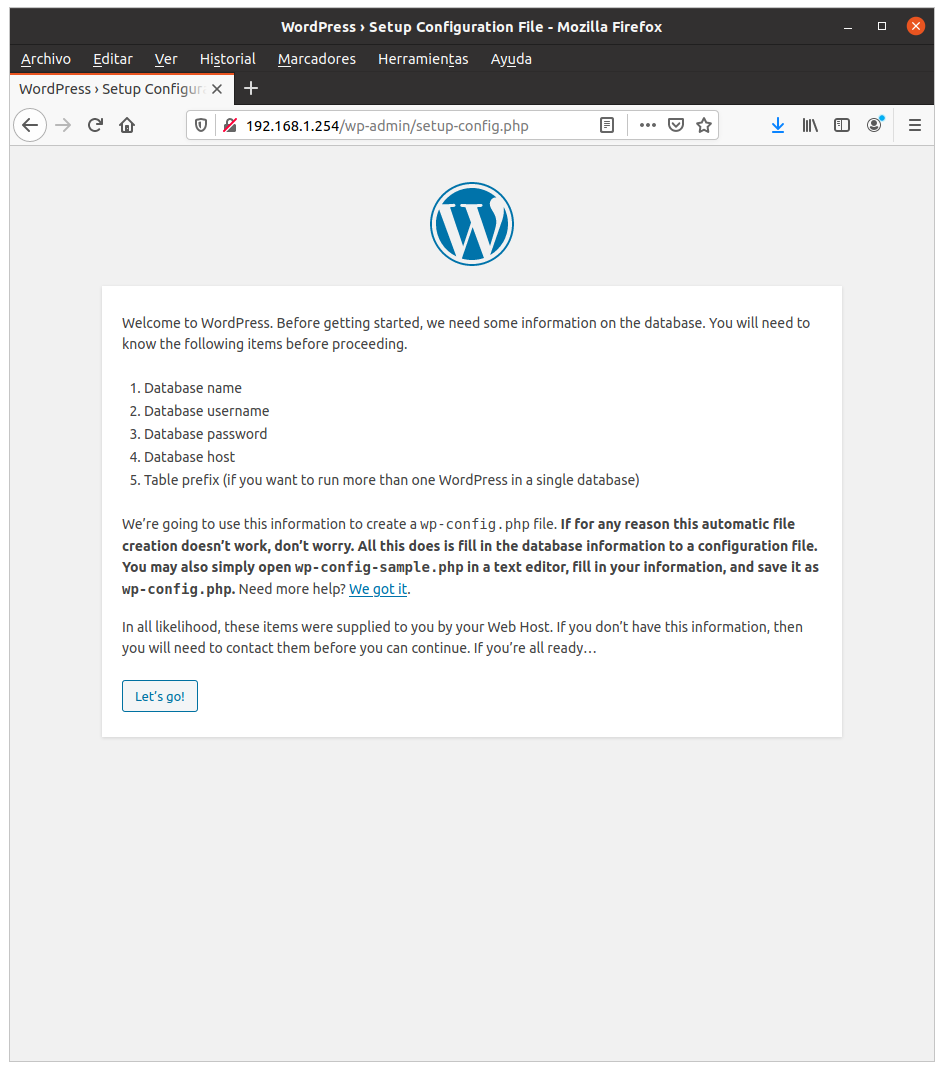 WordPress › Setup Configuration File - Mozilla Firefox
Archivo Editar Ver Historial Marcadores Herramientas Ayuda
WordPress › Setup Configur
192.168.1.254/wp-admin/setup-config.php
Welcome to WordPress. Before getting started, we need some information on the database. You will need to
know the following items before proceeding.
1. Database name
2. Database username
3. Database password
4. Database host
5. Table prefix (if you want to run more than one WordPress in a single database)
We’re going to use this information to create a wp-config.php file. If for any reason this automatic file
creation doesn’t work, don’t worry. All this does is fill in the database information to a configuration file.
You may also simply open wp-config-sample.php in a text editor, fill in your information, and save it as
wp-config.php. Need more help? We got it.
In all likelihood, these items were supplied to you by your Web Host. If you don’t have this information, then
you will need to contact them before you can continue. If you’re all ready…
Let’s go!